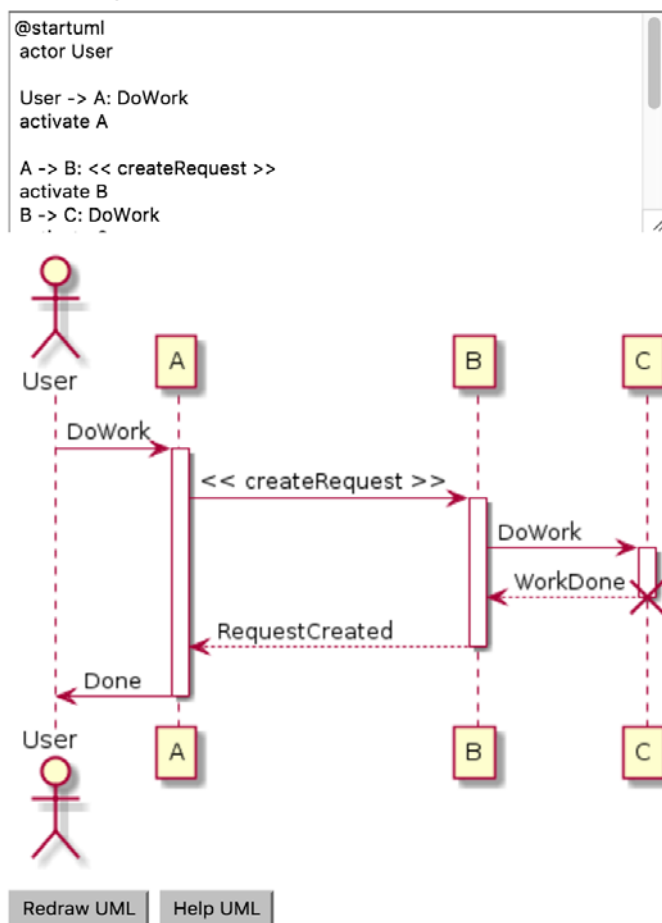 @startuml
actor User
User -> A: DoWork
activate A
A -> B: << createRequest >>
activate B
B -> C: DoWork
A B C
User
DoWork
<< createRequest >>
DoWork
WorkDone
RequestCreated
Done
User
A B C
Redraw UML Help UML